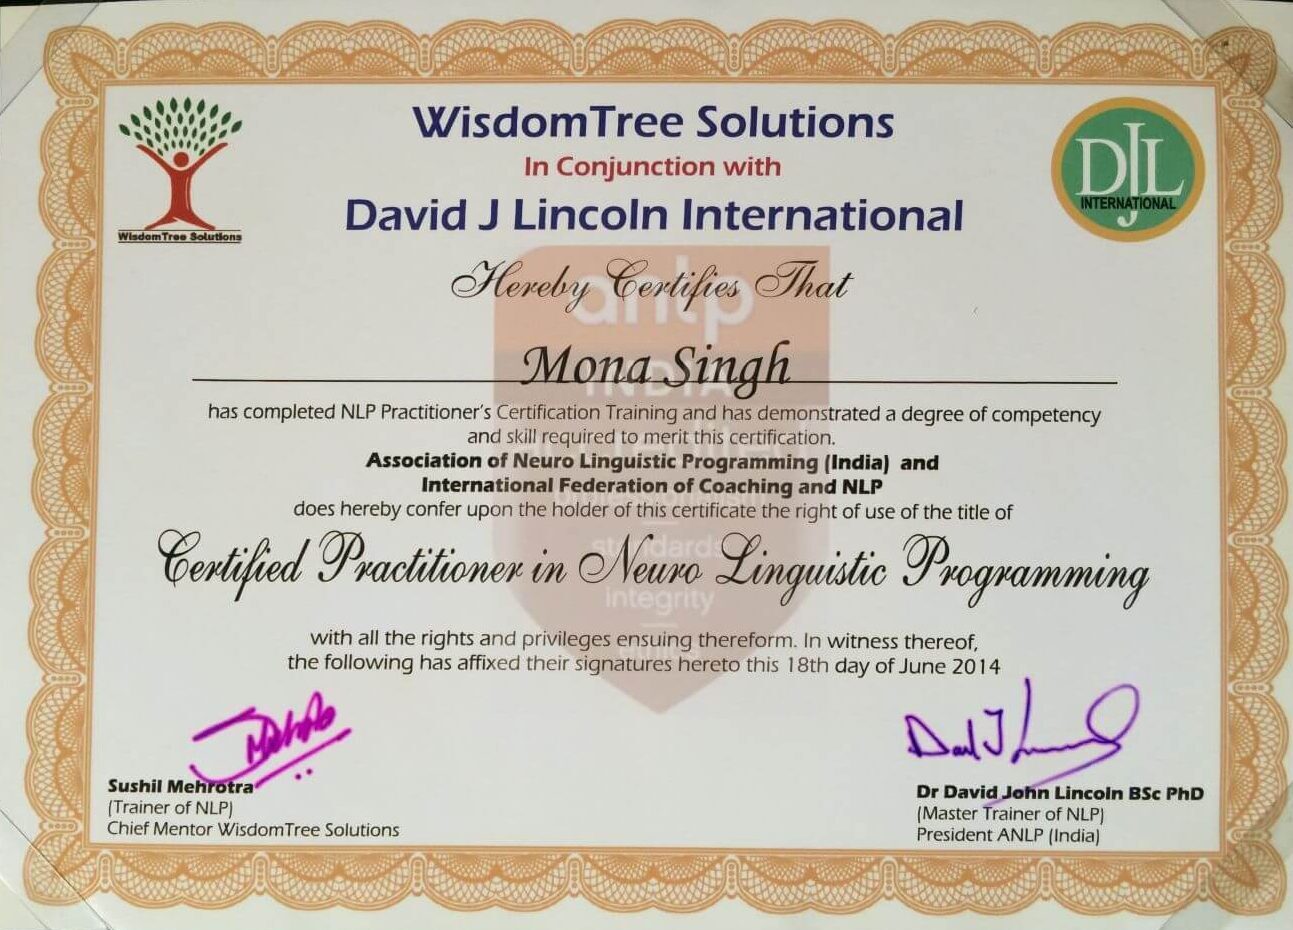 WisdomTree Solutions
In Conjunction with
David J Lincoln International
WisdomTree Solutions
DJL
INTERNATIONAL
Hereby Certifies That
anlp
Mona Singh
INDIA
has completed NLP Practitioner's Certification Training and has demonstrated a degree of competency
and skill required to merit this certification.
accredited
Association of Neuro Linguistic Programming (India) and
International Federation of Coaching and NLP
does hereby confer upon the holder of this certificate the right of use of the title of
standards
Certified Practitioner in Neuro Linguistic Programming
integrity
with all the rights and privileges ensuing thereform. In witness thereof,
ethics
the following has affixed their signatures hereto this 18th day of June 2014
Sushil Mehrotra
(Trainer of NLP)
Chief Mentor WisdomTree Solutions
Dr David John Lincoln BSc PhD
(Master Trainer of NLP)
President ANLP (India)